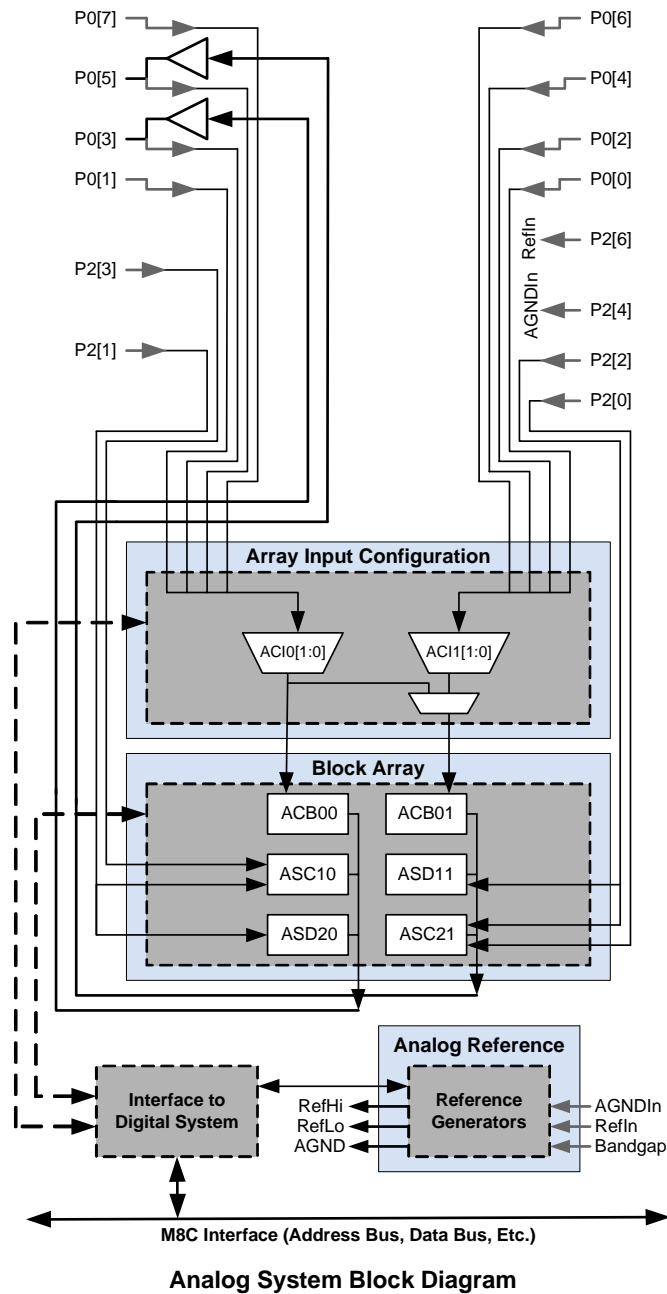 P0[7]
P0[6]
P0[5]
P0[4]
P0[3]
P0[2]
P0[1]
P0[0]
RefIn
P2[6]
P2[3]
AGNDIn
P2[4]
P2[1]
P2[2]
P2[0]
Array Input Configuration
ACI0[1:0]
ACI1[1:0]
Block Array
ACB00
ACB01
ASC10
ASD11
ASD20
ASC21
Analog Reference
Interface to
Digital System
RefHi
RefLo
AGND
Reference
Generators
AGNDIn
RefIn
Bandgap
M8C Interface (Address Bus, Data Bus, Etc.)
Analog System Block Diagram